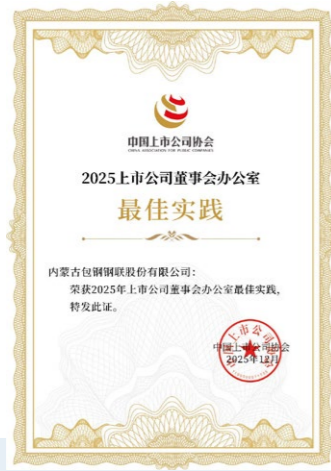 中国上市公司协会
CHINA ASSOCIATION FOR PUBLIC COMPANIES
2025上市公司董事会办公室
最佳实践
内蒙古包钢钢联股份有限公司：
荣获2025年上市公司董事会办公室最佳实践，
特发此证。
中国上市公司协会
2025年12月